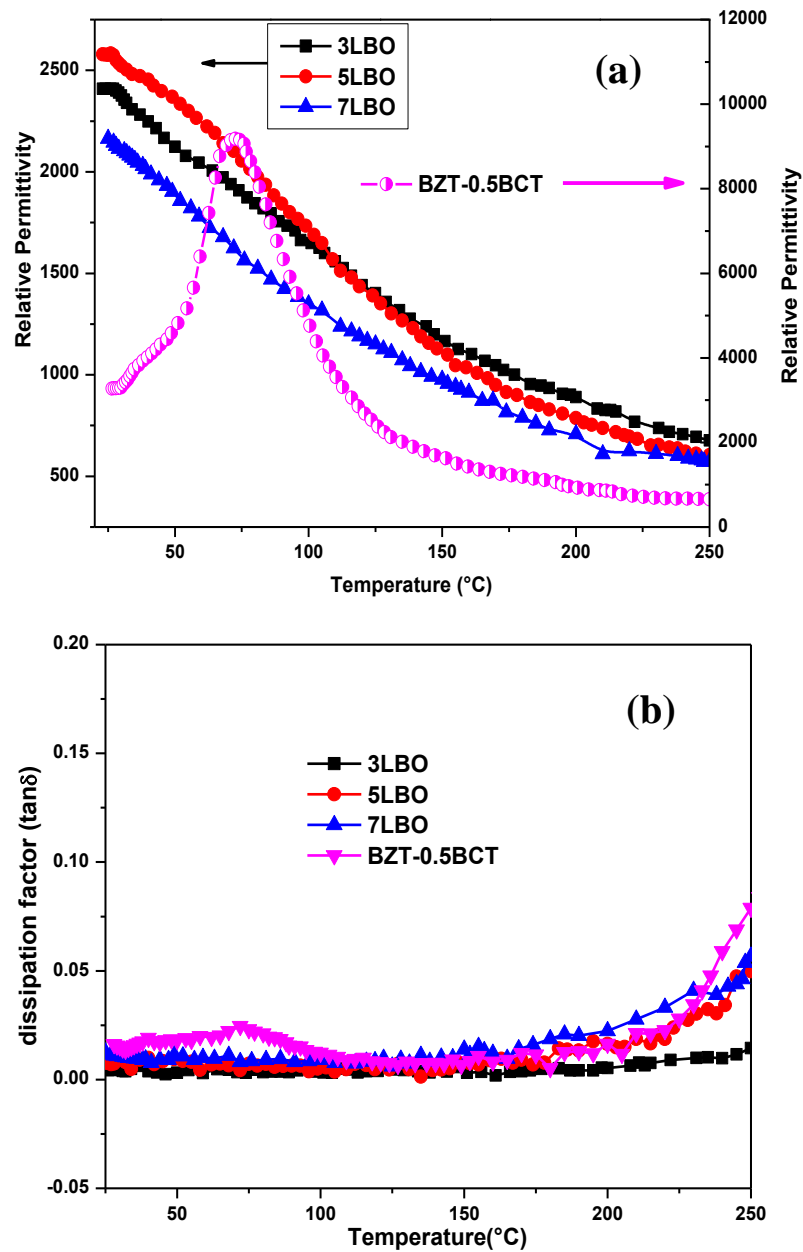 (a)
3LBO
5LBO
7LBO
BZT-0.5BCT
Relative Permittivity
2500
2000
1500
1000
500
12000
10000
8000
6000
4000
2000
0
Relative Permittivity
50 100 150 200 250
Temperature (°C)
(b)
3LBO
5LBO
7LBO
BZT-0.5BCT
dissipation factor (tanδ)
0.20
0.15
0.10
0.05
0.00
-0.05
50 100 150 200 250
Temperature(°C)